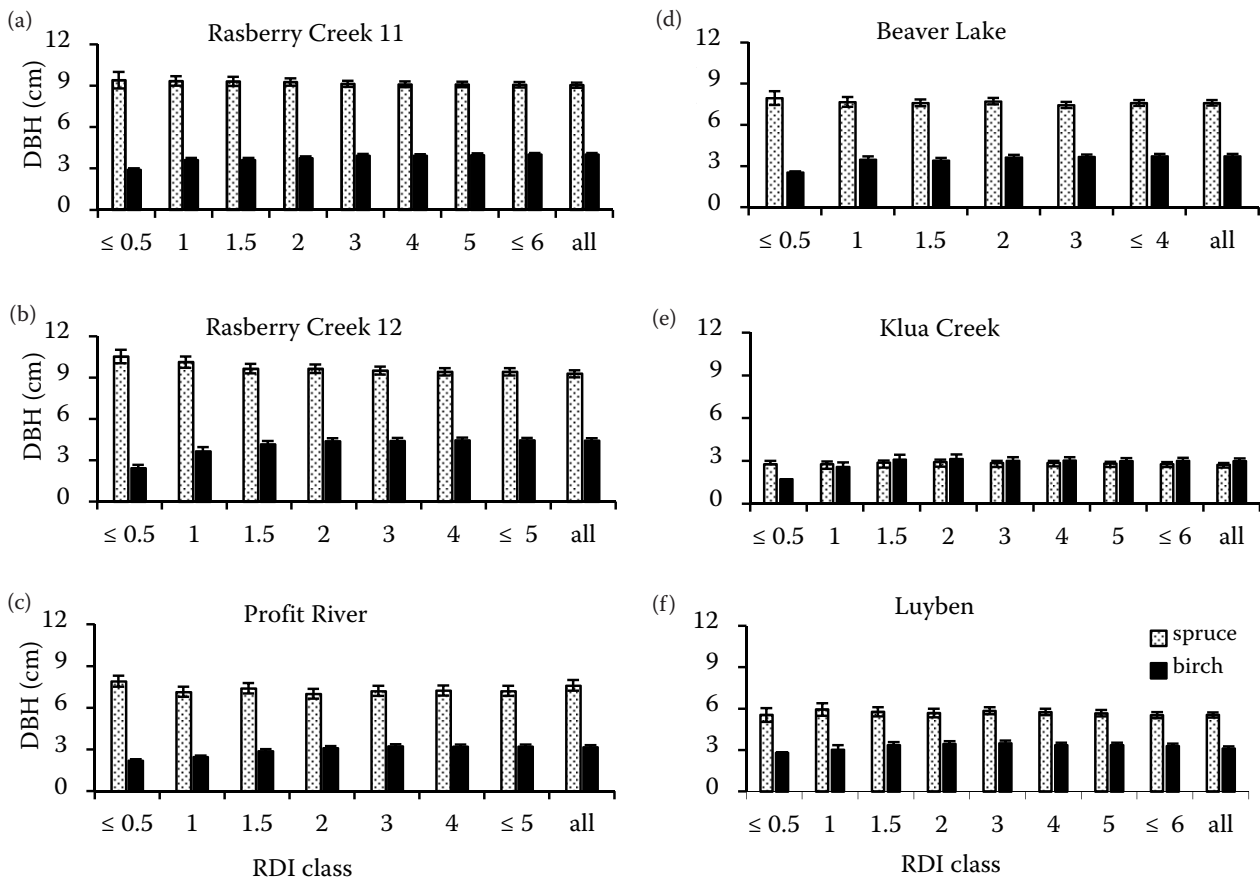 (a)
Rasberry Creek 11
DBH (cm)
12
9
6
3
0
≤ 0.5 1 1.5 2 3 4 5 ≤ 6 all
(b)
Rasberry Creek 12
DBH (cm)
12
9
6
3
0
≤ 0.5 1 1.5 2 3 4 ≤ 5 all
(c)
Profit River
DBH (cm)
12
9
6
3
0
≤ 0.5 1 1.5 2 3 4 ≤ 5 all
RDI class
(d)
Beaver Lake
12
9
6
3
0
≤ 0.5 1 1.5 2 3 ≤ 4 all
(e)
Klua Creek
12
9
6
3
0
≤ 0.5 1 1.5 2 3 4 5 ≤ 6 all
(f)
Luyben
spruce
birch
12
9
6
3
0
≤ 0.5 1 1.5 2 3 4 5 ≤ 6 all
RDI class